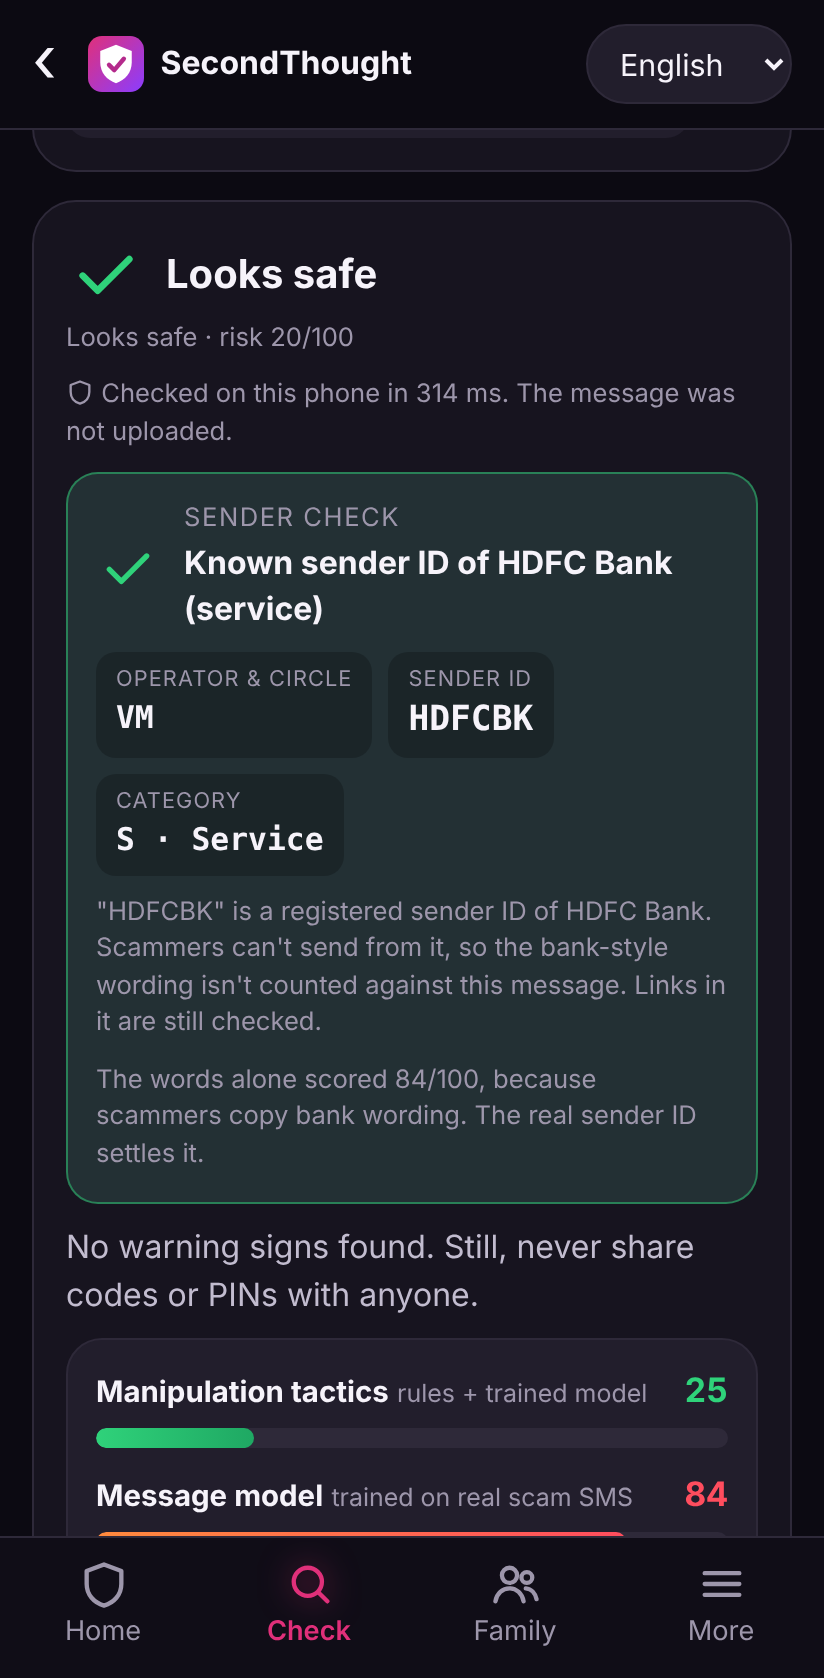 SecondThought
English
Looks safe
Looks safe · risk 20/100
Checked on this phone in 314 ms. The message was
not uploaded.
SENDER CHECK
Known sender ID of HDFC Bank
(service)
OPERATOR & CIRCLE
VM
SENDER ID
HDFCBK
CATEGORY
S · Service
"HDFCBK" is a registered sender ID of HDFC Bank.
Scammers can't send from it, so the bank-style
wording isn't counted against this message. Links in
it are still checked.
The words alone scored 84/100, because
scammers copy bank wording. The real sender ID
settles it.
No warning signs found. Still, never share
codes or PINs with anyone.
Manipulation tactics rules + trained model 25
Message model trained on real scam SMS 84
Home
Check
Family
More